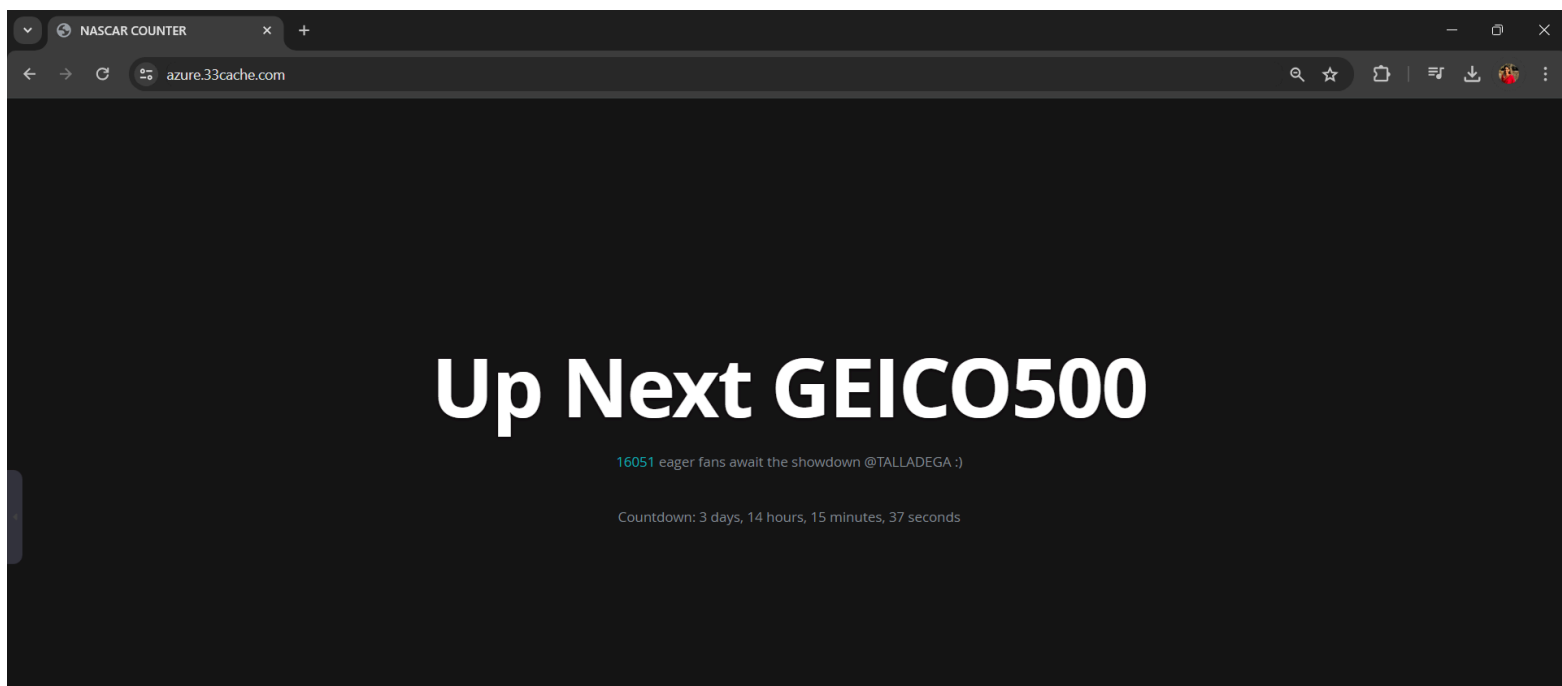 NASCAR COUNTER
azure.33cache.com
Up Next GEICO500
16051 eager fans await the showdown @TALLADEGA :)
Countdown: 3 days, 14 hours, 15 minutes, 37 seconds